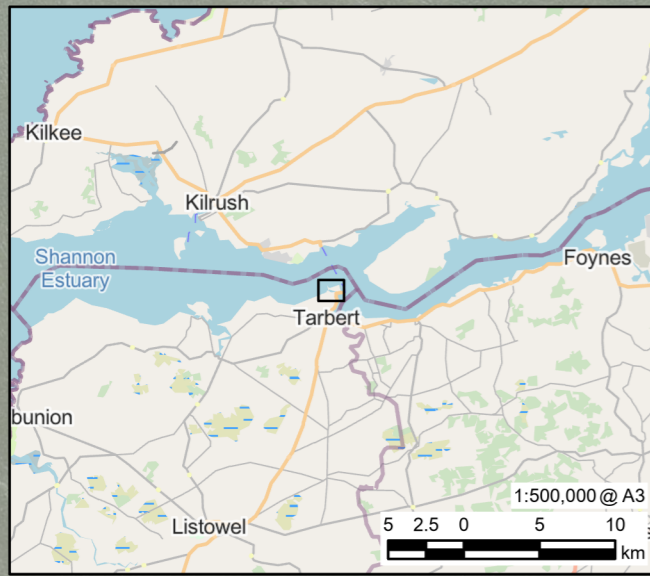 Kilkee
Kilrush
Shannon
Estuary
Foynes
Tarbert
bunion
Listowel
1:500,000 @ A3
5 2.5 0 5 10
km